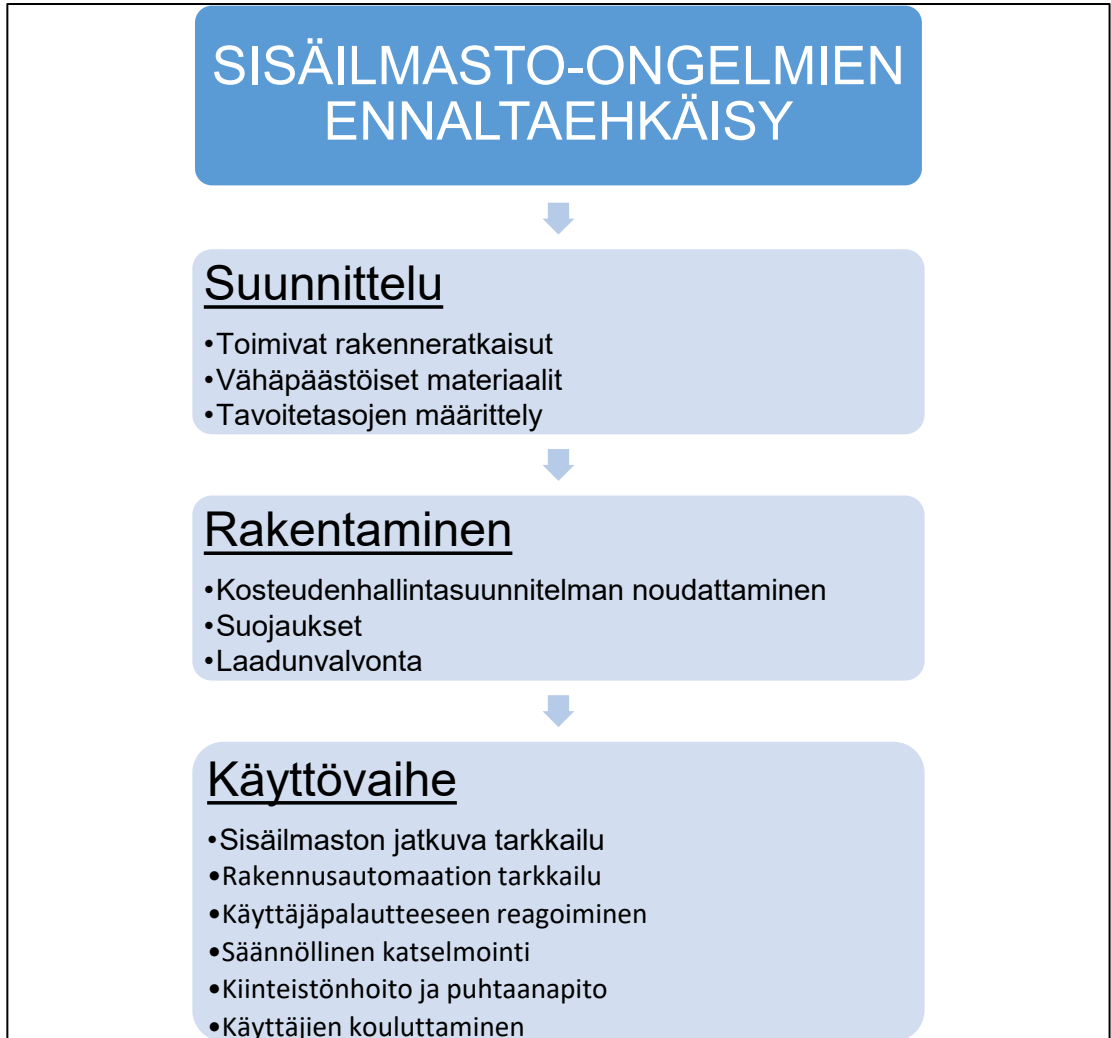 SISÄILMASTO-ONGELMIEN
ENNALTAEHKÄISY
Suunnittelu
•Toimivat rakenneratkaisut
•Vähäpäästöiset materiaalit
•Tavoitetasojen määrittely
Rakentaminen
•Kosteudenhallintasuunnitelman noudattaminen
•Suojaukset
•Laadunvalvonta
Käyttövaihe
•Sisäilmaston jatkuva tarkkailu
•Rakennusautomaation tarkkailu
•Käyttäjäpalautteeseen reagoiminen
•Säännöllinen katselmointi
•Kiinteistönhoito ja puhtaanapito
•Käyttäjien kouluttaminen